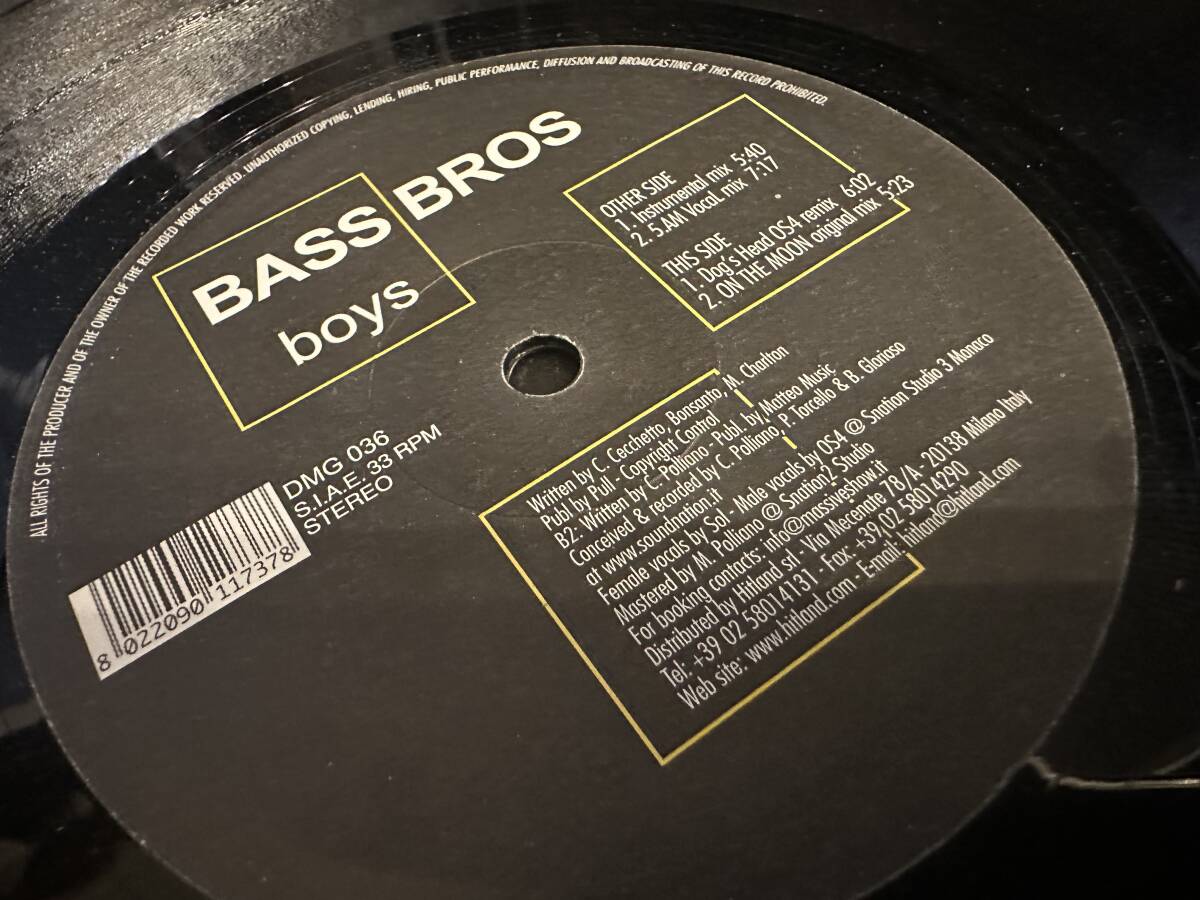 ALL RIGHTS OF THE PRODUCER AND OF THE OWNER OF THE RECORDED WORK RESERVED. UNAUTHORIZED COPYING, LENDING, HIRING, PUBLIC PERFORMANCE, DIFFUSION AND BROADCASTING OF THIS RECORD PROHIBITED.
BASS BROS
boys
OTHER SIDE
1. Instrumental mix 5:40
2. 5.AM VocaL mix 7:17
THIS SIDE
1. Dog's Head OS4 remix 6:02
2. ON THE MOON original mix 5:23
DMG 036
S.I.A.E. 33 RPM
STEREO
8 022090 117378
Written by C. Cecchetto, Bonsanto, M. Charlton
Publ by Pull - Copyright Control
B2: Written by C. Polliano - Publ. by Matteo Music
Conceived & recorded by C. Polliano, P. Torcello & B. Glorioso
at www.soundnation.it
Female vocals by Sol - Male vocals by OS4 @ Snation Studio 3 Monaco
Mastered by M. Polliano @ Snation2 Studio
For booking contacts: info@massiveshow.it
Distributed by Hitland srl - Via Mecenate 78/A - 20138 Milano Italy
Tel: +39 02 58014131 - Fax: +39.02 58014290
Web site: www.hitland.com - E-mail: hitland@hitland.com